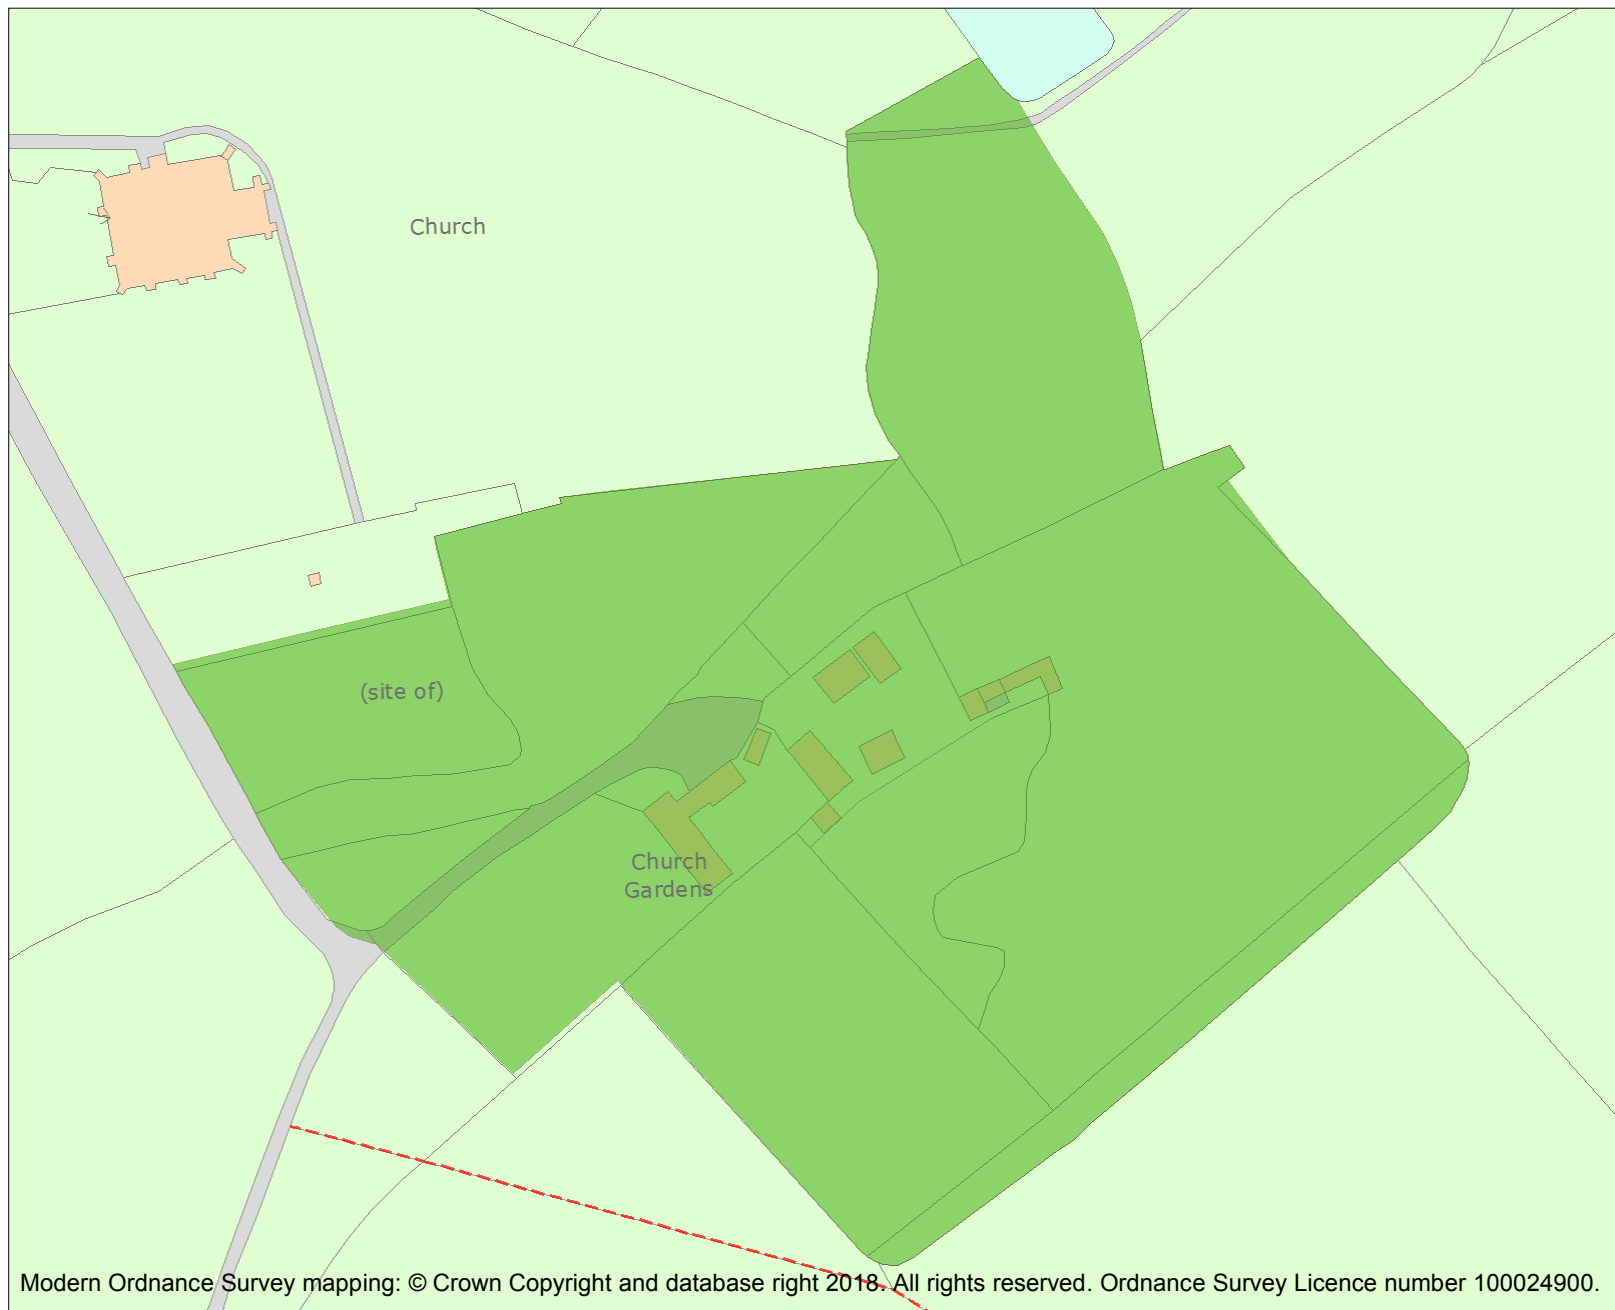 Church
(site of)
Church
Gardens
Modern Ordnance Survey mapping: © Crown Copyright and database right 2018. All rights reserved. Ordnance Survey Licence number 100024900.